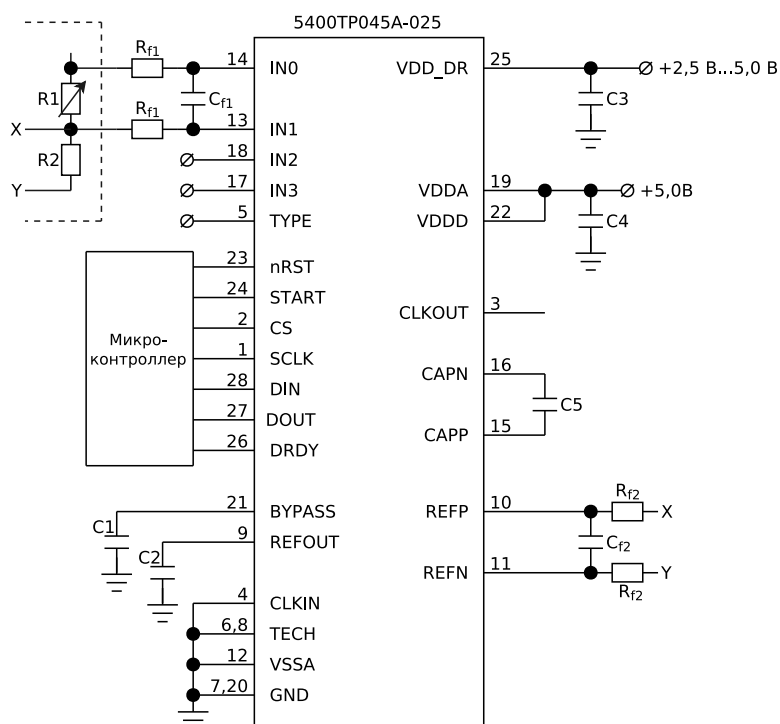 5400ТР045А-025
R1
R2
X
Y
Rf1
Rf1
Cf1
14 IN0
13 IN1
18 IN2
17 IN3
5 TYPE
Микро-
контроллер
23 nRST
24 START
2 CS
1 SCLK
28 DIN
27 DOUT
26 DRDY
C1
21 BYPASS
C2
9 REFOUT
4 CLKIN
6,8 TECH
12 VSSA
7,20 GND
VDD_DR 25
+2,5 В...5,0 В
C3
VDDA 19
+5,0В
VDDD 22
C4
CLKOUT 3
CAPN 16
C5
CAPP 15
REFP 10
Rf2
X
Cf2
REFN 11
Rf2
Y